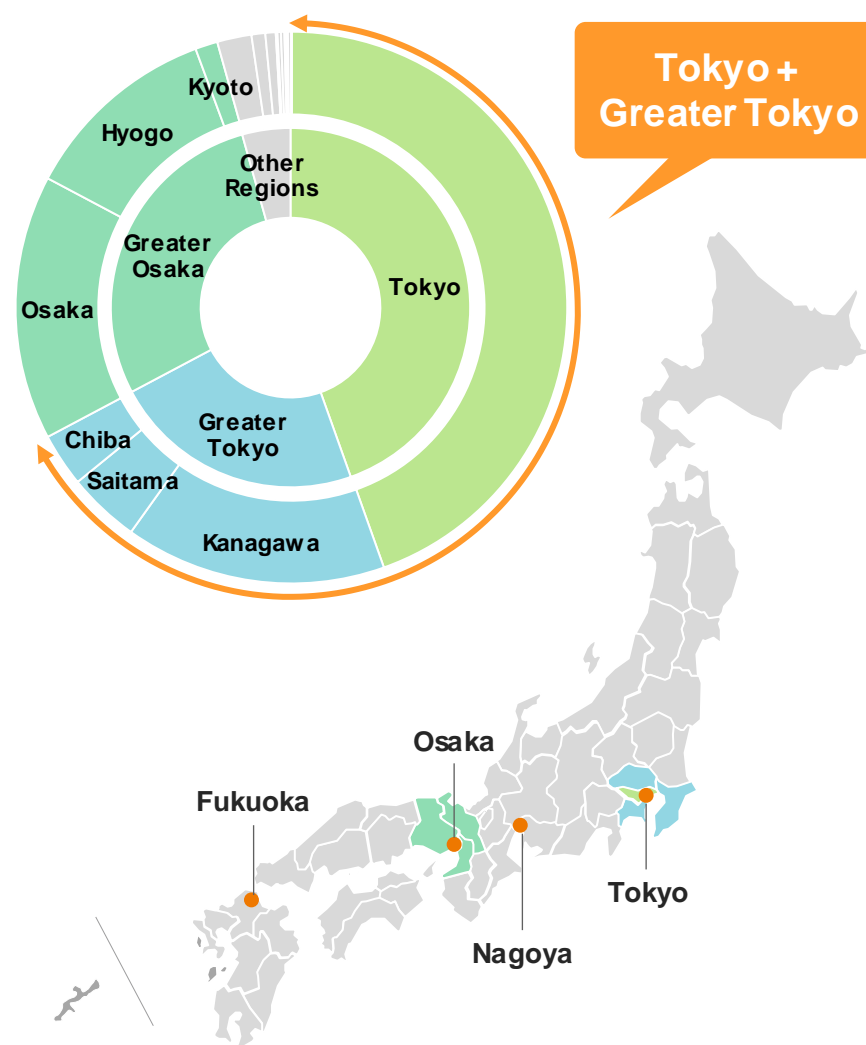 Tokyo +
Greater Tokyo
Kyoto
Hyogo
Other
Regions
Greater
Osaka
Tokyo
Osaka
Greater
Tokyo
Chiba
Saitama
Kanagawa
Osaka
Fukuoka
Tokyo
Nagoya